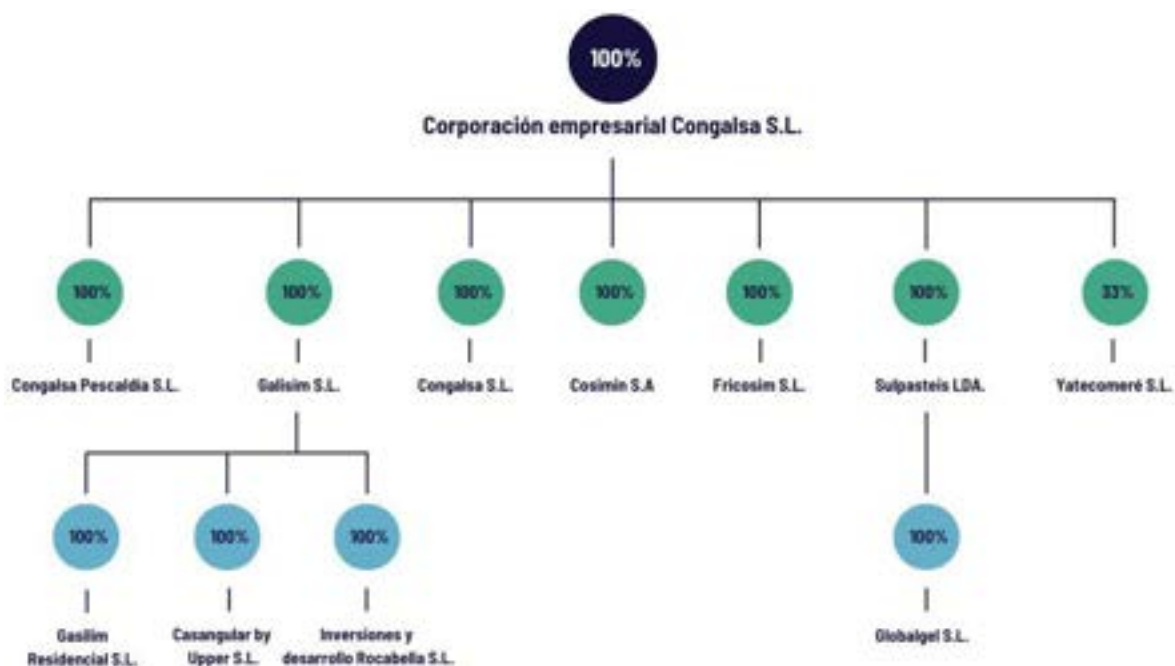 100%
Corporación empresarial Congalsa S.L.
100%
100%
100%
100%
100%
100%
33%
Congalsa Pescaldía S.L.
Galisim S.L.
Congalsa S.L.
Cosimin S.A
Fricosim S.L.
Sulpasteis LDA.
Yatecomeré S.L.
100%
100%
100%
100%
Gasilim
Residencial S.L.
Casangular by
Upper S.L.
Inversiones y
desarrollo Rocabella S.L.
Globalgel S.L.